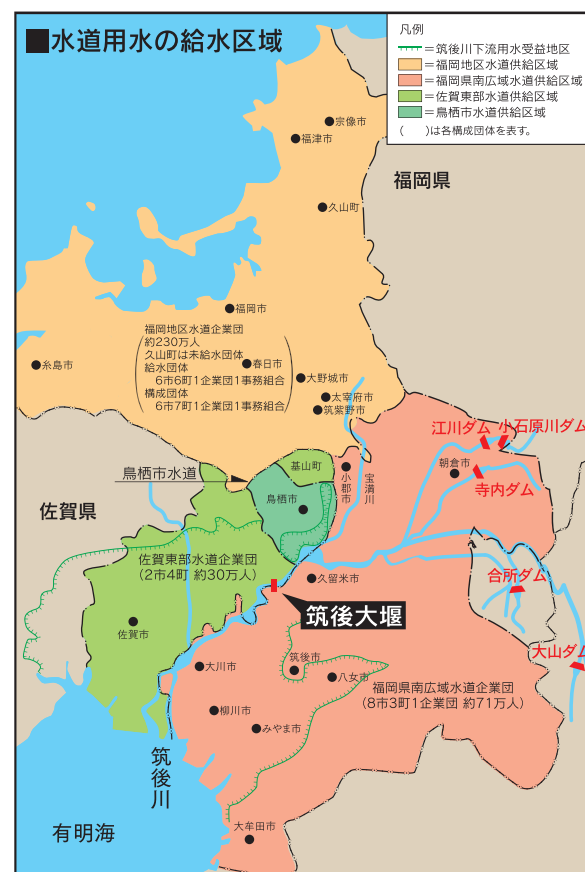 ■水道用水の給水区域
凡例
=筑後川下流用水受益地区
=福岡地区水道供給区域
=福岡県南広域水道供給区域
=佐賀東部水道供給区域
=鳥栖市水道供給区域
(　　)は各構成団体を表す。
宗像市
福津市
福岡県
久山町
福岡市
福岡地区水道企業団
約230万人
久山町は未給水団体
給水団体
6市6町1企業団1事務組合
構成団体
6市7町1企業団1事務組合
春日市
糸島市
大野城市
太宰府市
筑紫野市
江川ダム
小石原川ダム
朝倉市
寺内ダム
基山町
小郡市
宝満川
鳥栖市水道
鳥栖市
佐賀県
佐賀東部水道企業団
(2市4町 約30万人)
久留米市
合所ダム
筑後大堰
佐賀市
大山ダム
筑後市
大川市
八女市
福岡県南広域水道企業団
(8市3町1企業団 約71万人)
柳川市
みやま市
筑後川
有明海
大牟田市